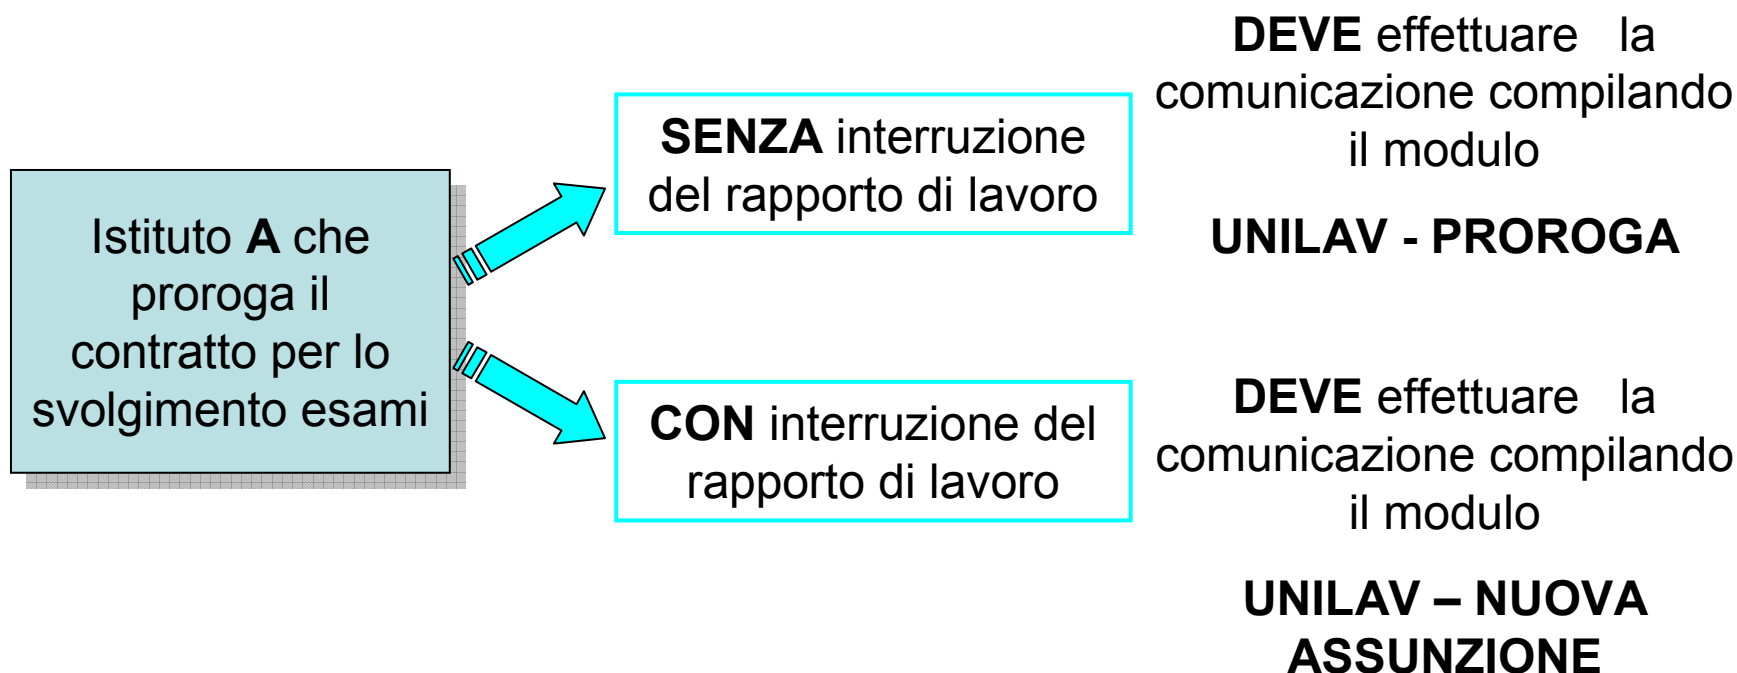 Istituto A che
proroga il
contratto per lo
svolgimento esami
SENZA interruzione
del rapporto di lavoro
DEVE effettuare la
comunicazione compilando
il modulo
UNILAV - PROROGA
CON interruzione del
rapporto di lavoro
DEVE effettuare la
comunicazione compilando
il modulo
UNILAV – NUOVA
ASSUNZIONE